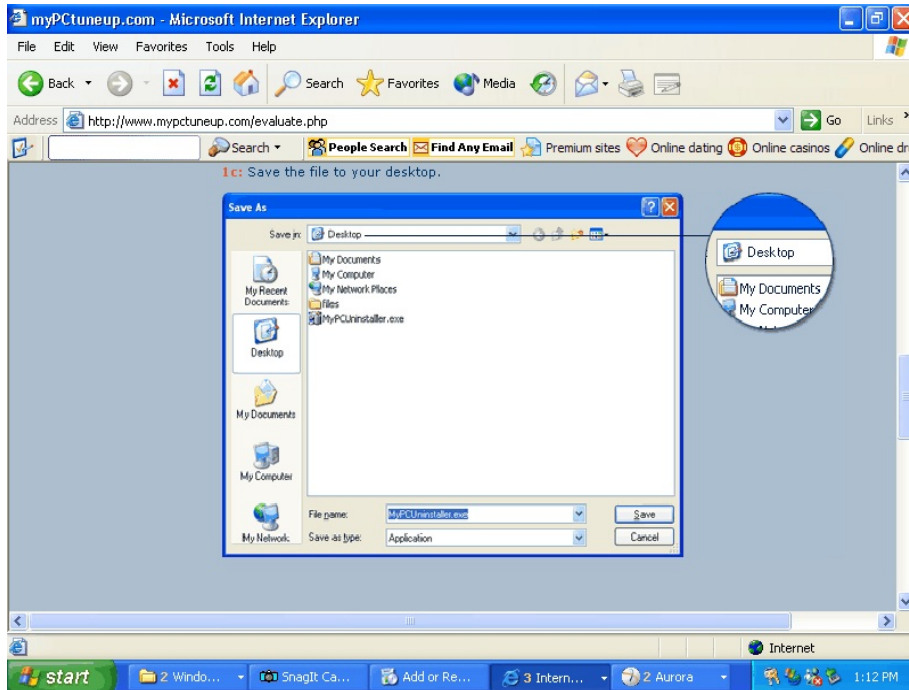 myPCtuneup.com - Microsoft Internet Explorer
File Edit View Favorites Tools Help
Back Search Favorites Media
Address http://www.mypctuneup.com/evaluate.php Go Links
Search People Search Find Any Email Premium sites Online dating Online casinos Online dr
1c: Save the file to your desktop.
Save As
Save in: Desktop
My Documents
My Computer
My Network Places
files
MyPCUninstaller.exe
My Recent
Documents
Desktop
My Documents
My Computer
My Network
File name: MyPCUninstaller.exe Save
Save as type: Application Cancel
Desktop
My Documents
My Computer
Internet
start 2 Windo... SnagIt Ca... Add or Re... 3 Intern... 2 Aurora 1:12 PM